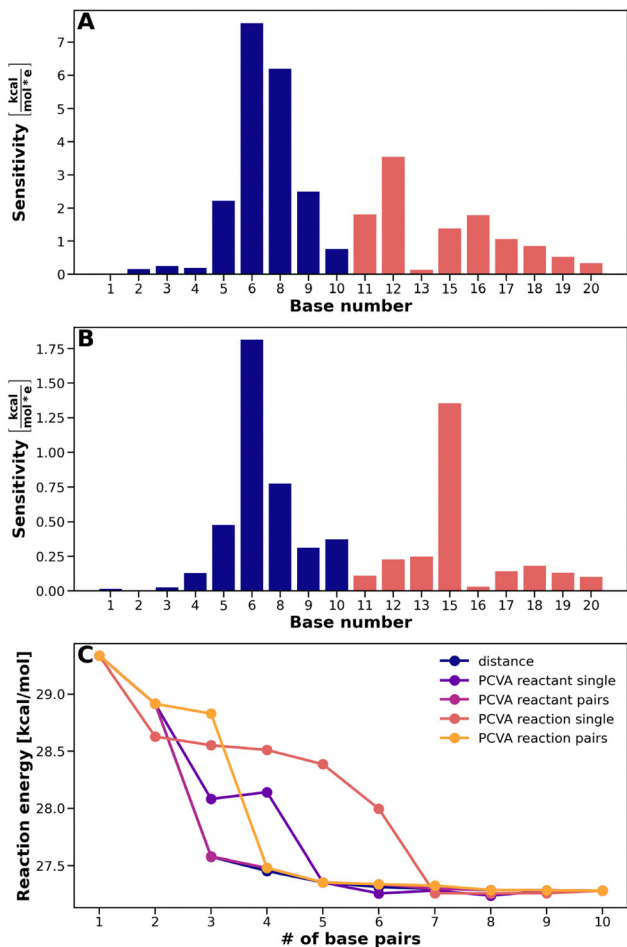 A
Sensitivity [kcal/mol*e]
7
6
5
4
3
2
1
0
1 2 3 4 5 6 8 9 10 11 12 13 15 16 17 18 19 20
Base number
B
Sensitivity [kcal/mol*e]
1.75
1.50
1.25
1.00
0.75
0.50
0.25
0.00
1 2 3 4 5 6 8 9 10 11 12 13 15 16 17 18 19 20
Base number
C
distance
PCVA reactant single
PCVA reactant pairs
PCVA reaction single
PCVA reaction pairs
Reaction energy [kcal/mol]
29.0
28.5
28.0
27.5
1 2 3 4 5 6 7 8 9 10
# of base pairs